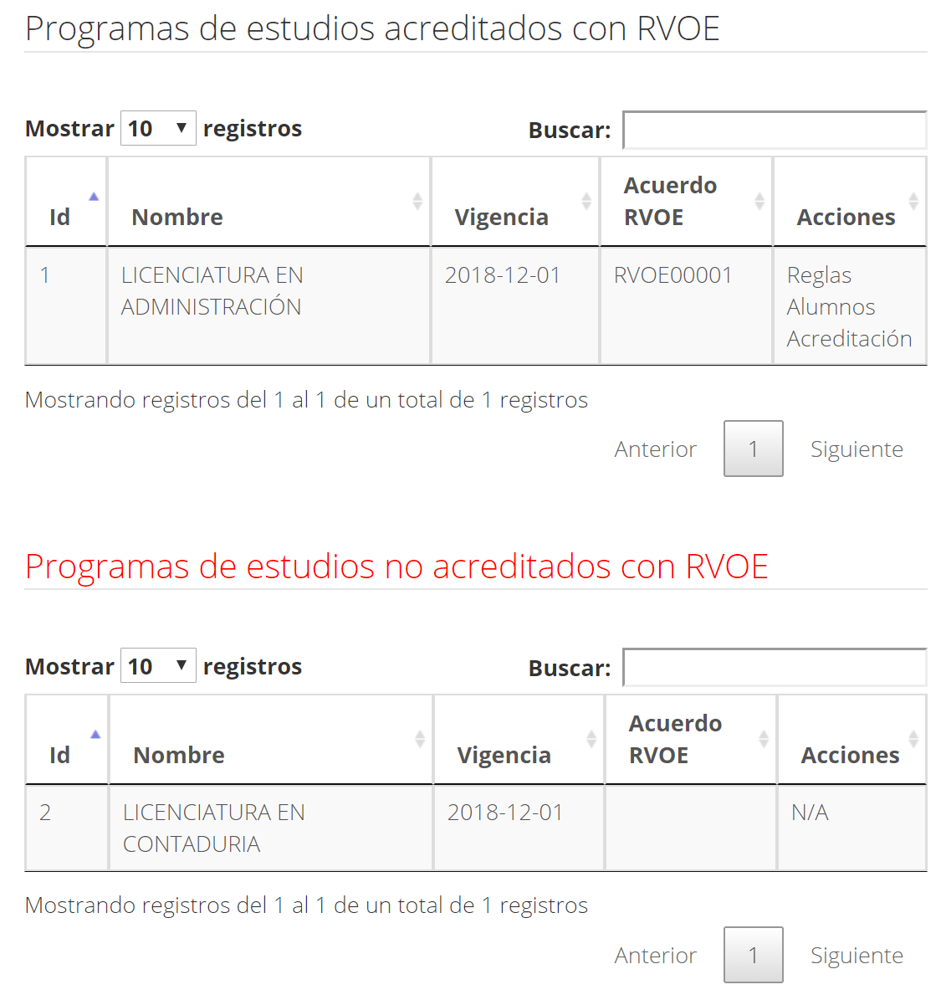 Programas de estudios acreditados con RVOE
Mostrar 10 registros Buscar:
Id Nombre Vigencia Acuerdo RVOE Acciones
1 LICENCIATURA EN ADMINISTRACIÓN 2018-12-01 RVOE00001 Reglas
Alumnos
Acreditación
Mostrando registros del 1 al 1 de un total de 1 registros
Anterior 1 Siguiente
Programas de estudios no acreditados con RVOE
Mostrar 10 registros Buscar:
Id Nombre Vigencia Acuerdo RVOE Acciones
2 LICENCIATURA EN CONTADURIA 2018-12-01 N/A
Mostrando registros del 1 al 1 de un total de 1 registros
Anterior 1 Siguiente